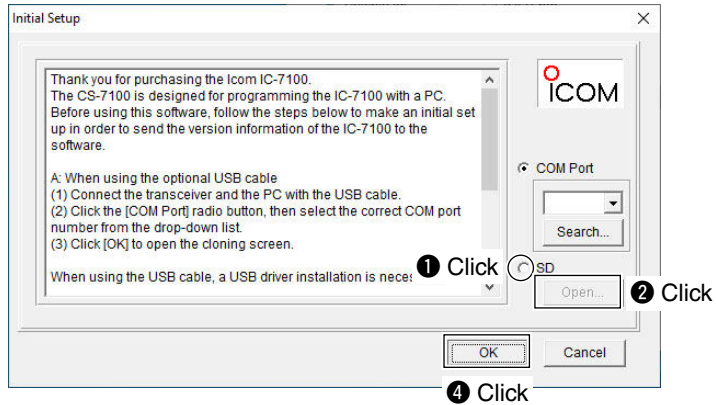 Initial Setup
Thank you for purchasing the Icom IC-7100.
The CS-7100 is designed for programming the IC-7100 with a PC.
Before using this software, follow the steps below to make an initial set
up in order to send the version information of the IC-7100 to the
software.
A: When using the optional USB cable
(1) Connect the transceiver and the PC with the USB cable.
(2) Click the [COM Port] radio button, then select the correct COM port
number from the drop-down list.
(3) Click [OK] to open the cloning screen.
When using the USB cable, a USB driver installation is
ICOM
COM Port
Search...
❶ Click
SD
Open...
❷ Click
OK
Cancel
❹ Click